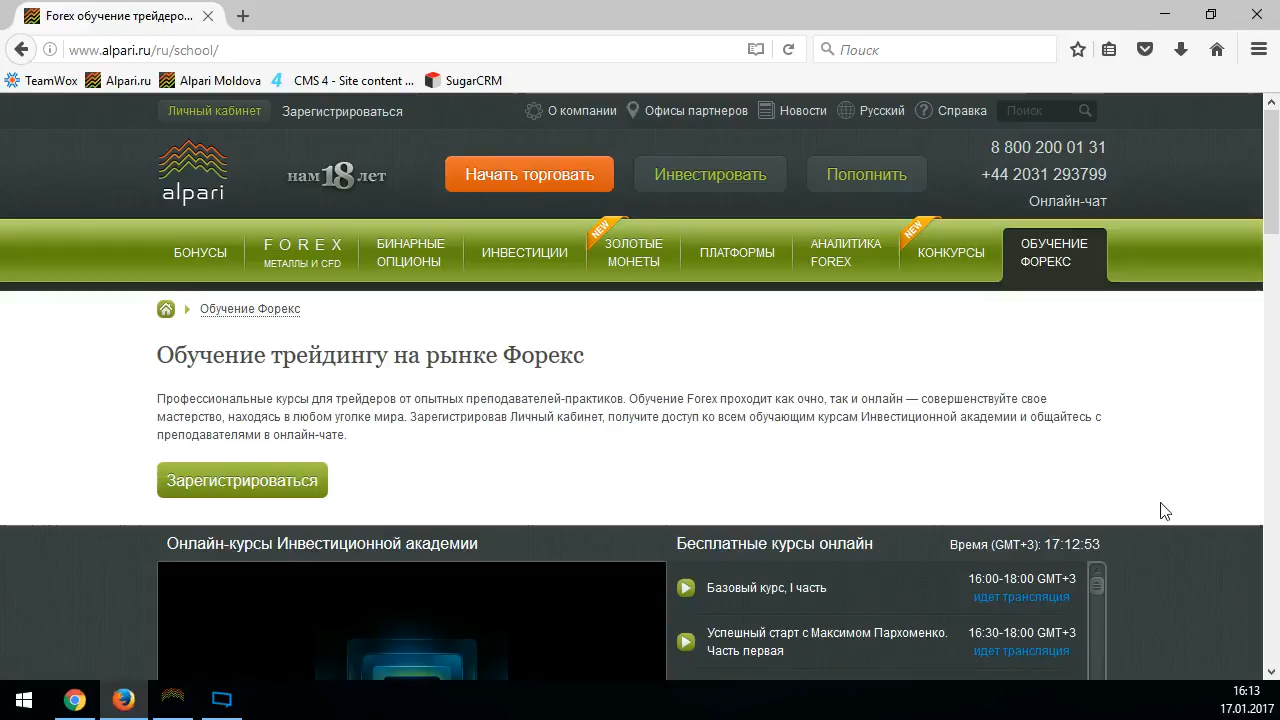 Forex обучение трейдеро...
www.alpari.ru/ru/school/
Поиск
TeamWox
Alpari.ru
Alpari Moldova
CMS 4 - Site content ...
SugarCRM
Личный кабинет
Зарегистрироваться
О компании
Офисы партнеров
Новости
Русский
Справка
Поиск
alpari
нам 18 лет
Начать торговать
Инвестировать
Пополнить
8 800 200 01 31
+44 2031 293799
Онлайн-чат
БОНУСЫ
FOREX
МЕТАЛЛЫ И CFD
БИНАРНЫЕ
ОПЦИОНЫ
ИНВЕСТИЦИИ
NEW
ЗОЛОТЫЕ
МОНЕТЫ
ПЛАТФОРМЫ
АНАЛИТИКА
FOREX
NEW
КОНКУРСЫ
ОБУЧЕНИЕ
ФОРЕКС
Обучение Форекс
Обучение трейдингу на рынке Форекс
Профессиональные курсы для трейдеров от опытных преподавателей-практиков. Обучение Forex проходит как очно, так и онлайн — совершенствуйте свое
мастерство, находясь в любом уголке мира. Зарегистрировав Личный кабинет, получите доступ ко всем обучающим курсам Инвестиционной академии и общайтесь с
преподавателями в онлайн-чате.
Зарегистрироваться
Онлайн-курсы Инвестиционной академии
Бесплатные курсы онлайн
Время (GMT+3): 17:12:53
Базовый курс, I часть
16:00-18:00 GMT+3
идет трансляция
Успешный старт с Максимом Пархоменко.
Часть первая
16:30-18:00 GMT+3
идет трансляция
16:13
17.01.2017